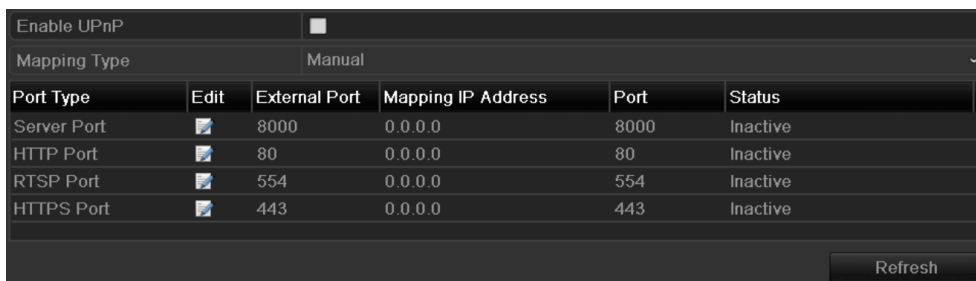 Enable UPnP
Mapping Type Manual
Port Type Edit External Port Mapping IP Address Port Status
Server Port 8000 0.0.0.0 8000 Inactive
HTTP Port 80 0.0.0.0 80 Inactive
RTSP Port 554 0.0.0.0 554 Inactive
HTTPS Port 443 0.0.0.0 443 Inactive
Refresh